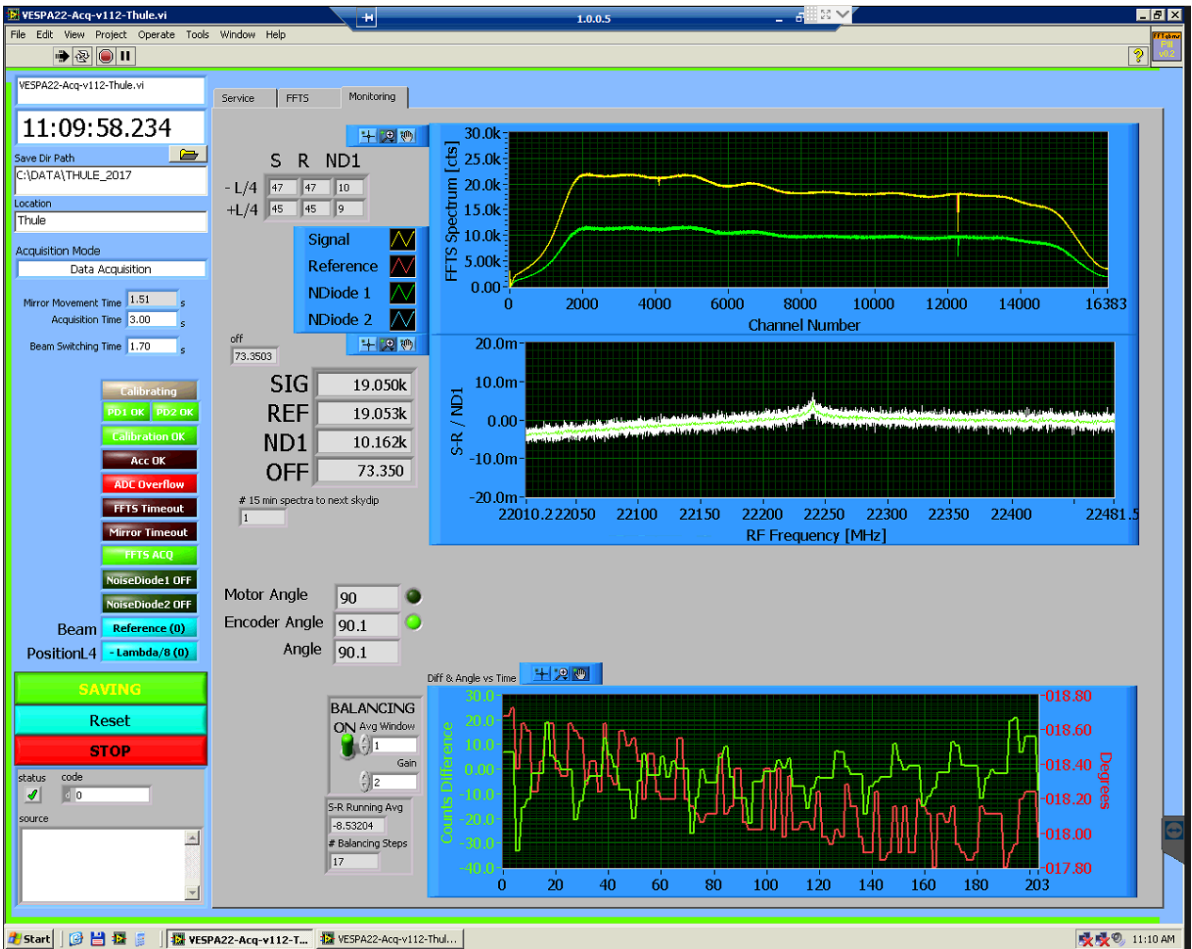 VESPA22-Acq-v112-Thule.vi
1.0.0.5
File Edit View Project Operate Tools Window Help
VESPA22-Acq-v112-Thule.vi
11:09:58.234
Save Dir Path
C:\DATA\THULE_2017
Location
Thule
Acquisition Mode
Data Acquisition
Mirror Movement Time 1.51 s
Acquisition Time 3.00 s
Beam Switching Time 1.70 s
Calibrating
PD1 OK PD2 OK
Calibration OK
Acc OK
ADC Overflow
FFTS Timeout
Mirror Timeout
FFTS ACQ
NoiseDiode1 OFF
NoiseDiode2 OFF
Beam Reference (0)
PositionL4 - Lambda/8 (0)
SAVING
Reset
STOP
status code
d 0
source
Service FFTS Monitoring
S R ND1
- L/4 47 47 10
+L/4 45 45 9
Signal
Reference
NDiode 1
NDiode 2
off
73.3503
SIG 19.050k
REF 19.053k
ND1 10.162k
OFF 73.350
# 15 min spectra to next skydip
1
Motor Angle 90
Encoder Angle 90.1
Angle 90.1
FFTS Spectrum [cts]
30.0k
25.0k
20.0k
15.0k
10.0k
5.00k
0.00
0 2000 4000 6000 8000 10000 12000 14000 16383
Channel Number
S-R / ND1
20.0m
10.0m
0.00
-10.0m
-20.0m
22010.2 22050 22100 22150 22200 22250 22300 22350 22400 22481.5
RF Frequency [MHz]
BALANCING
ON Avg Window
1
Gain
2
S-R Running Avg
-8.53204
# Balancing Steps
17
Diff & Angle vs Time
Counts Difference
30.0
20.0
10.0
0.00
-10.0
-20.0
-30.0
-40.0
-018.80
-018.60
-018.40
-018.20
-018.00
-017.80
Degrees
0 20 40 60 80 100 120 140 160 180 203
Start
VESPA22-Acq-v112-T...
VESPA22-Acq-v112-Thul...
11:10 AM